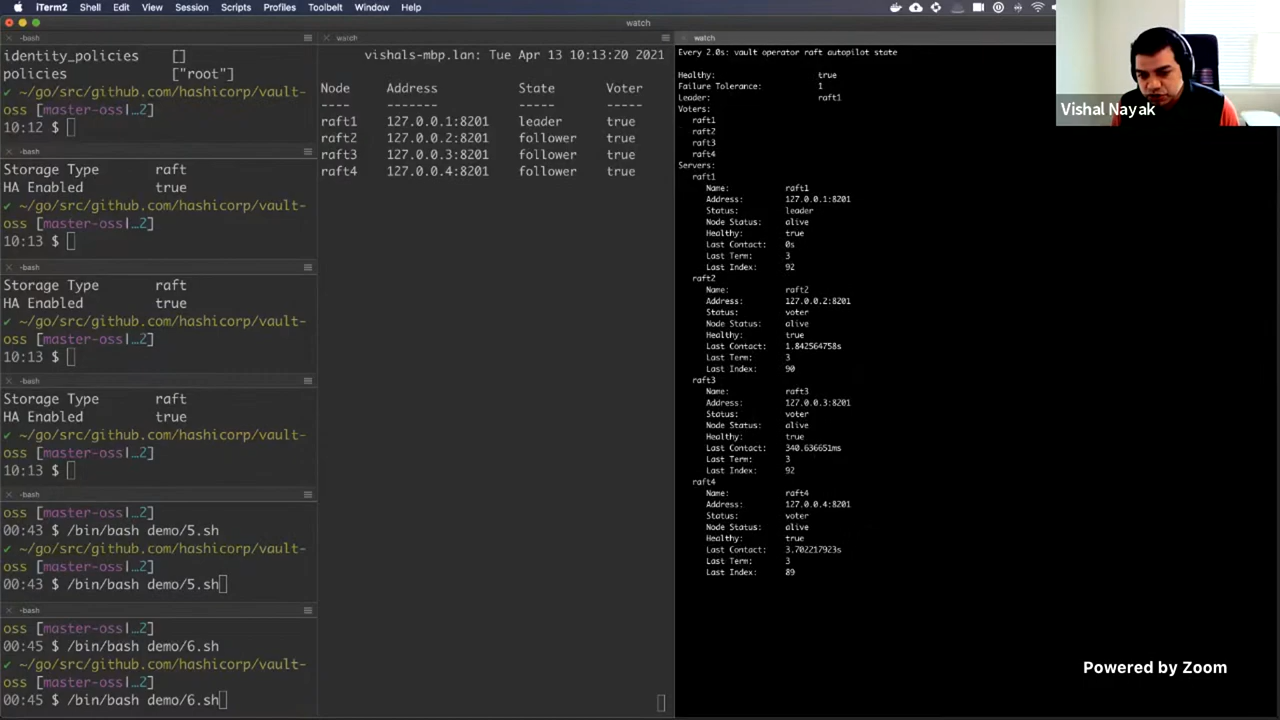 iTerm2 Shell Edit View Session Scripts Profiles Toolbelt Window Help
watch
-bash
identity_policies []
policies ["root"]
✔ ~/go/src/github.com/hashicorp/vault-
oss [master-oss|…2]
10:12 $
-bash
Storage Type raft
HA Enabled true
✔ ~/go/src/github.com/hashicorp/vault-
oss [master-oss|…2]
10:13 $
-bash
Storage Type raft
HA Enabled true
✔ ~/go/src/github.com/hashicorp/vault-
oss [master-oss|…2]
10:13 $
-bash
Storage Type raft
HA Enabled true
✔ ~/go/src/github.com/hashicorp/vault-
oss [master-oss|…2]
10:13 $
-bash
oss [master-oss|…2]
00:43 $ /bin/bash demo/5.sh
✔ ~/go/src/github.com/hashicorp/vault-
oss [master-oss|…2]
00:43 $ /bin/bash demo/5.sh
-bash
oss [master-oss|…2]
00:45 $ /bin/bash demo/6.sh
✔ ~/go/src/github.com/hashicorp/vault-
oss [master-oss|…2]
00:45 $ /bin/bash demo/6.sh
watch
vishals-mbp.lan: Tue Apr 13 10:13:20 2021
Node Address State Voter
---- ------- ----- -----
raft1 127.0.0.1:8201 leader true
raft2 127.0.0.2:8201 follower true
raft3 127.0.0.3:8201 follower true
raft4 127.0.0.4:8201 follower true
watch
Every 2.0s: vault operator raft autopilot state
Healthy: true
Failure Tolerance: 1
Leader: raft1
Voters:
raft1
raft2
raft3
raft4
Servers:
raft1
Name: raft1
Address: 127.0.0.1:8201
Status: leader
Node Status: alive
Healthy: true
Last Contact: 0s
Last Term: 3
Last Index: 92
raft2
Name: raft2
Address: 127.0.0.2:8201
Status: voter
Node Status: alive
Healthy: true
Last Contact: 1.842564758s
Last Term: 3
Last Index: 90
raft3
Name: raft3
Address: 127.0.0.3:8201
Status: voter
Node Status: alive
Healthy: true
Last Contact: 340.636651ms
Last Term: 3
Last Index: 92
raft4
Name: raft4
Address: 127.0.0.4:8201
Status: voter
Node Status: alive
Healthy: true
Last Contact: 3.702217923s
Last Term: 3
Last Index: 89
Vishal Nayak
Powered by Zoom